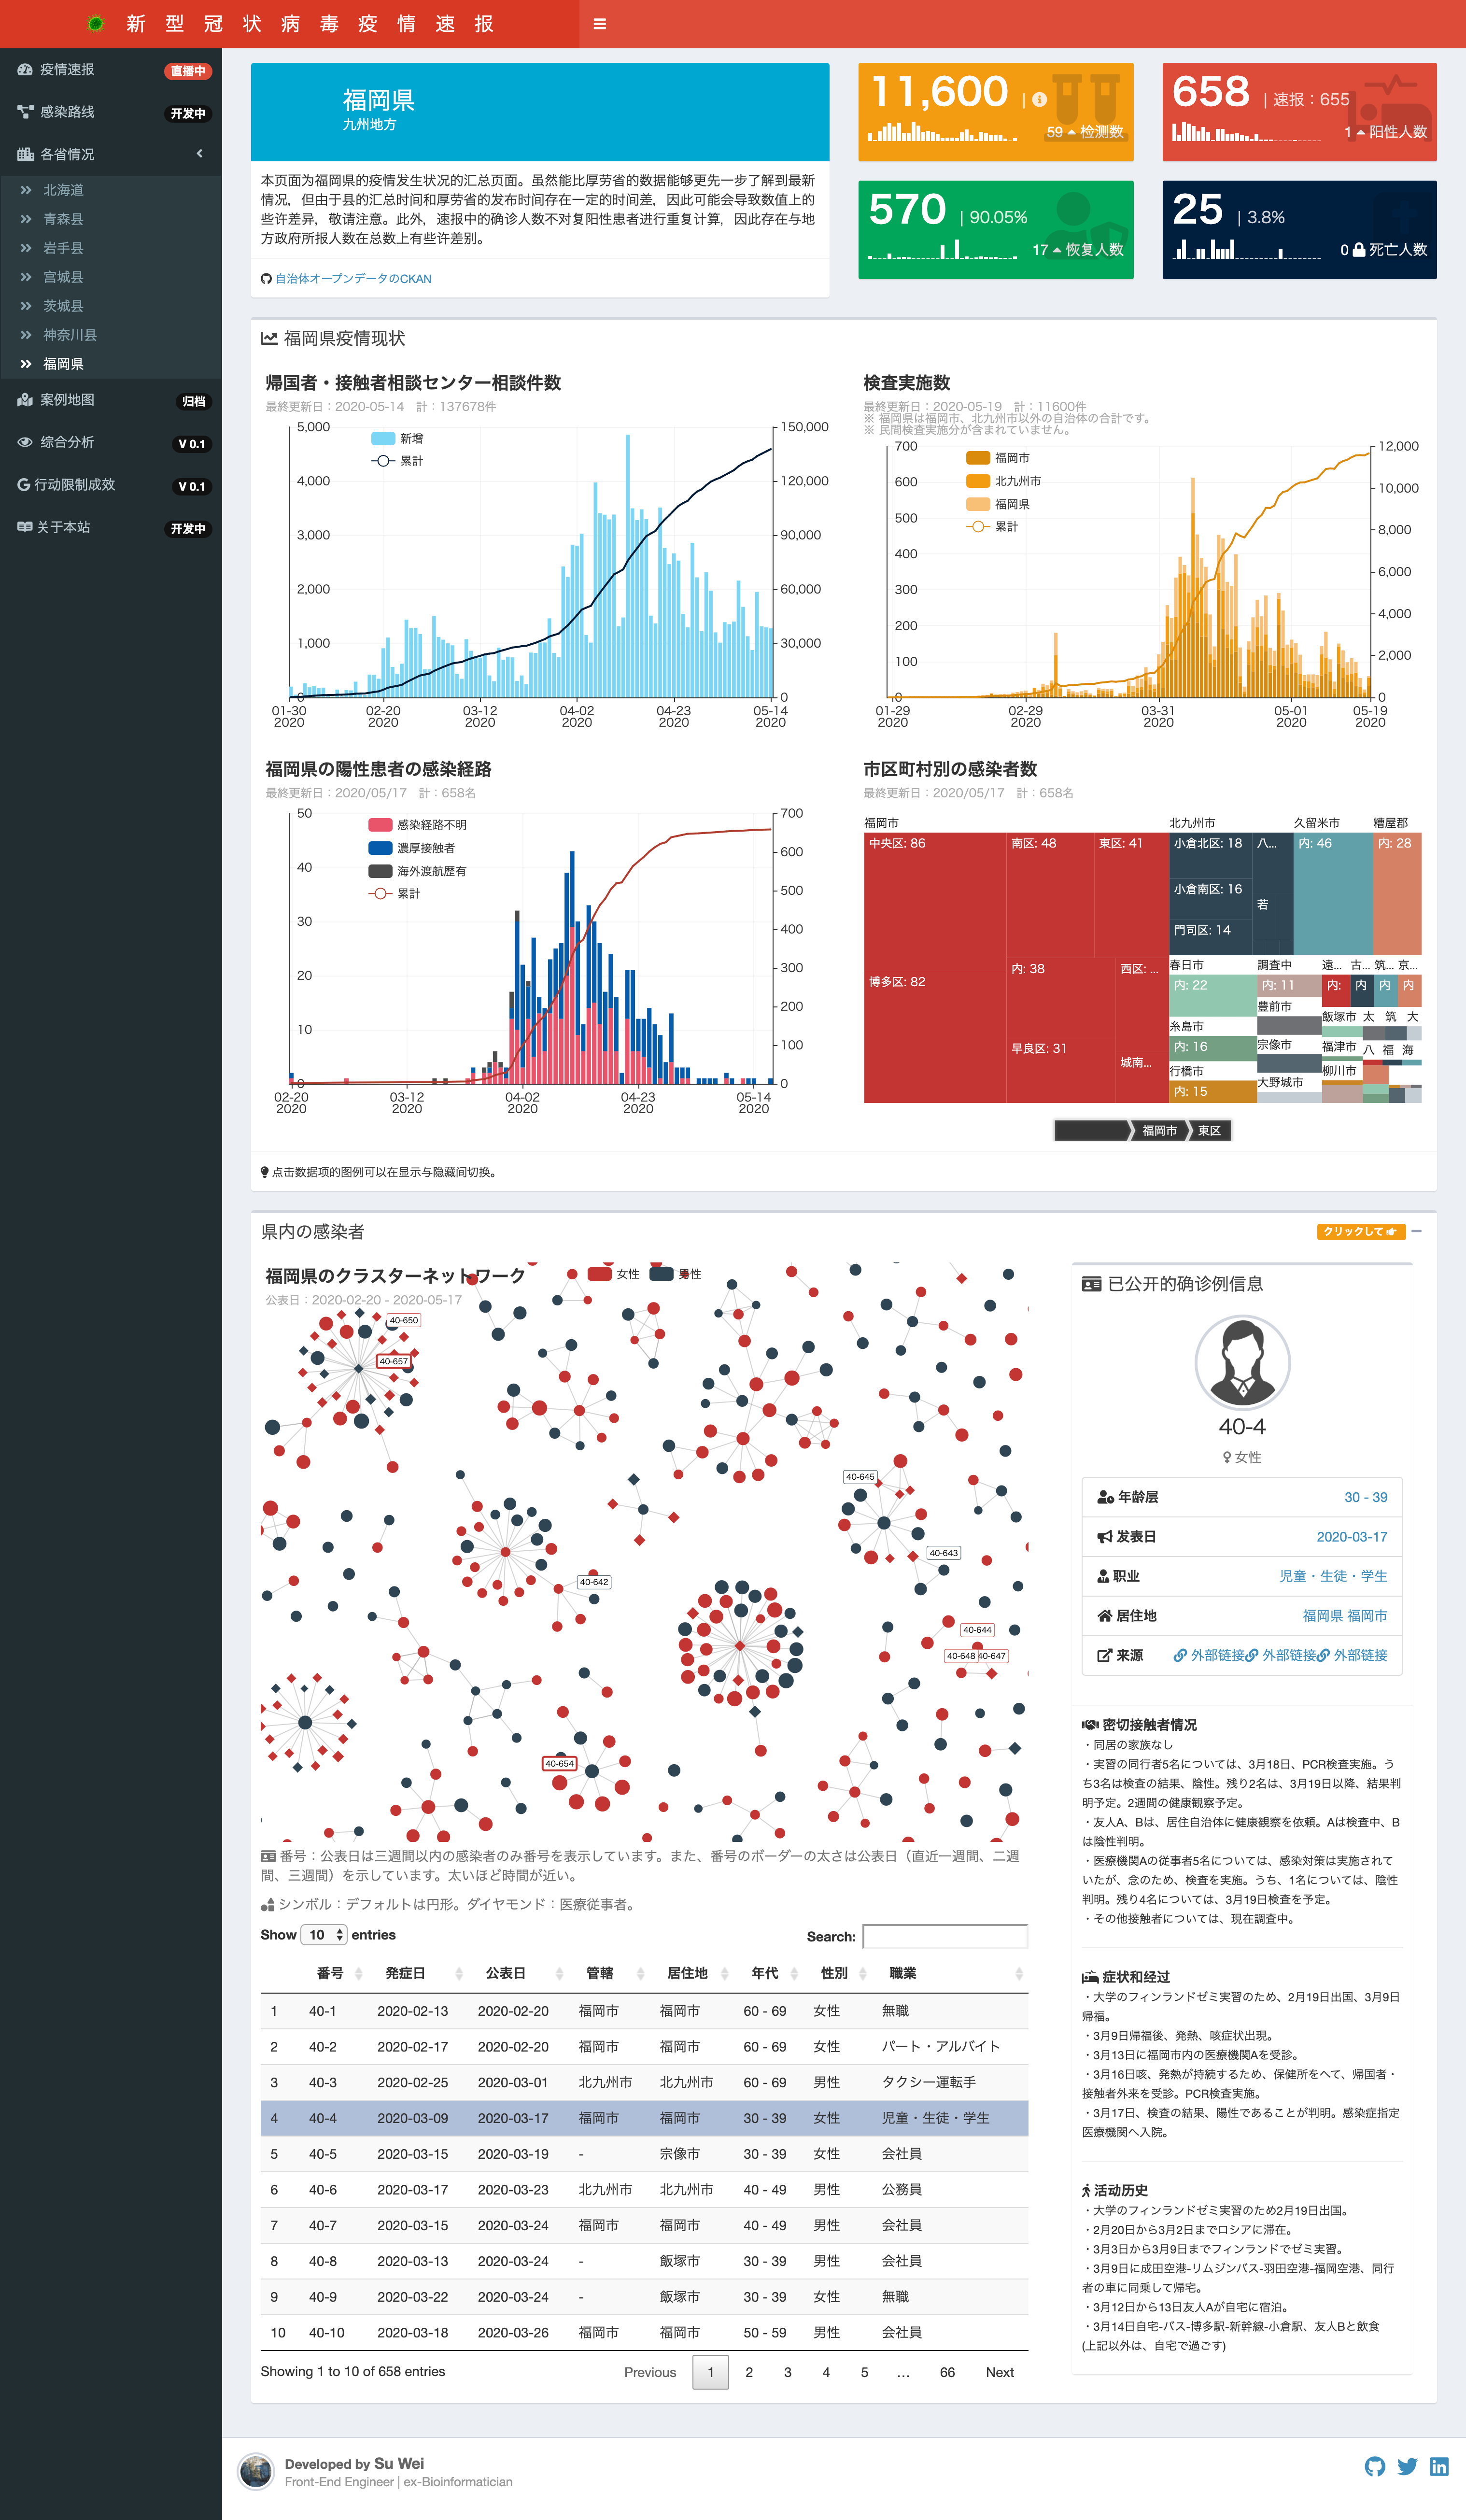 新型冠状病毒疫情速报
疫情速报 直播中
感染路线 开发中
各省情况
北海道
青森县
岩手县
宫城县
茨城县
神奈川县
福岡県
案例地图 归档
综合分析 V 0.1
行动限制成效 V 0.1
关于本站 开发中
福岡県
九州地方
本页面为福岡県的疫情发生状况的汇总页面。虽然能比厚劳省的数据能够更先一步了解到最新
情况，但由于县的汇总时间和厚劳省的发布时间存在一定的时间差，因此可能会导致数值上的
些许差异，敬请注意。此外，速报中的确诊人数不对复阳性患者进行重复计算，因此存在与地
方政府所报人数在总数上有些许差别。
自治体オープンデータのCKAN
11,600 |
59 检测数
658 | 速报：655
1 阳性人数
570 | 90.05%
17 恢复人数
25 | 3.8%
0 死亡人数
福岡県疫情现状
帰国者・接触者相談センター相談件数
最終更新日：2020-05-14 計：137678件
新增
累計
5,000
4,000
3,000
2,000
1,000
0
150,000
120,000
90,000
60,000
30,000
0
01-30 02-20 03-12 04-02 04-23 05-14
2020 2020 2020 2020 2020 2020
検査実施数
最終更新日：2020-05-19 計：11600件
※ 福岡県は福岡市、北九州市以外の自治体の合計です。
※ 民間検査実施分が含まれていません。
福岡市
北九州市
福岡県
累計
700
600
500
400
300
200
100
0
12,000
10,000
8,000
6,000
4,000
2,000
0
01-29 02-29 03-31 05-01 05-19
2020 2020 2020 2020 2020
福岡県の陽性患者の感染経路
最終更新日：2020/05/17 計：658名
感染経路不明
濃厚接触者
海外渡航歴有
累計
50
40
30
20
10
0
700
600
500
400
300
200
100
0
02-20 03-12 04-02 04-23 05-14
2020 2020 2020 2020 2020
市区町村別の感染者数
最終更新日：2020/05/17 計：658名
福岡市 北九州市 久留米市 糟屋郡
中央区: 86 南区: 48 東区: 41 小倉北区: 18 八... 内: 46 内: 28
小倉南区: 16
若
門司区: 14
博多区: 82 内: 38 西区: ...
早良区: 31 城南...
春日市 調査中 遠... 古... 筑... 京...
内: 22 内: 11 内: 内 内 内
豊前市 飯塚市 太 筑 大
糸島市
内: 16 宗像市 福津市 八 福 海
行橋市 柳川市
内: 15 大野城市
福岡市 東区
点击数据项的图例可以在显示与隐藏间切换。
県内の感染者 クリックして
福岡県のクラスターネットワーク
公表日：2020-02-20 - 2020-05-17
女性 男性
40-650
40-657
40-645
40-643
40-642
40-644
40-648 40-647
40-654
番号：公表日は三週間以内の感染者のみ番号を表示しています。また、番号のボーダーの太さは公表日（直近一週間、二週
間、三週間）を示しています。太いほど時間が近い。
シンボル：デフォルトは円形。ダイヤモンド：医療従事者。
Show 10 entries Search:
番号 発症日 公表日 管轄 居住地 年代 性別 職業
1 40-1 2020-02-13 2020-02-20 福岡市 福岡市 60 - 69 女性 無職
2 40-2 2020-02-17 2020-02-20 福岡市 福岡市 60 - 69 女性 パート・アルバイト
3 40-3 2020-02-25 2020-03-01 北九州市 北九州市 60 - 69 男性 タクシー運転手
4 40-4 2020-03-09 2020-03-17 福岡市 福岡市 30 - 39 女性 児童・生徒・学生
5 40-5 2020-03-15 2020-03-19 - 宗像市 30 - 39 女性 会社員
6 40-6 2020-03-17 2020-03-23 北九州市 北九州市 40 - 49 男性 公務員
7 40-7 2020-03-15 2020-03-24 福岡市 福岡市 40 - 49 男性 会社員
8 40-8 2020-03-13 2020-03-24 - 飯塚市 30 - 39 男性 会社員
9 40-9 2020-03-22 2020-03-24 - 飯塚市 30 - 39 女性 無職
10 40-10 2020-03-18 2020-03-26 福岡市 福岡市 50 - 59 男性 会社員
Showing 1 to 10 of 658 entries Previous 1 2 3 4 5 … 66 Next
已公开的确诊例信息
40-4
女性
年龄层 30 - 39
发表日 2020-03-17
职业 児童・生徒・学生
居住地 福岡県 福岡市
来源 外部链接 外部链接 外部链接
密切接触者情况
・同居の家族なし
・実習の同行者5名については、3月18日、PCR検査実施。う
ち3名は検査の結果、陰性。残り2名は、3月19日以降、結果判
明予定。2週間の健康観察予定。
・友人A、Bは、居住自治体に健康観察を依頼。Aは検査中、B
は陰性判明。
・医療機関Aの従事者5名については、感染対策は実施されて
いたが、念のため、検査を実施。うち、1名については、陰性
判明。残り4名については、3月19日検査を予定。
・その他接触者については、現在調査中。
症状和经过
・大学のフィンランドゼミ実習のため、2月19日出国、3月9日
帰福。
・3月9日帰福後、発熱、咳症状出現。
・3月13日に福岡市内の医療機関Aを受診。
・3月16日咳、発熱が持続するため、保健所をへて、帰国者・
接触者外来を受診。PCR検査実施。
・3月17日、検査の結果、陽性であることが判明。感染症指定
医療機関へ入院。
活动历史
・大学のフィンランドゼミ実習のため2月19日出国。
・2月20日から3月2日までロシアに滞在。
・3月3日から3月9日までフィンランドでゼミ実習。
・3月9日に成田空港-リムジンバス-羽田空港-福岡空港、同行
者の車に同乗して帰宅。
・3月12日から13日友人Aが自宅に宿泊。
・3月14日自宅-バス-博多駅-新幹線-小倉駅、友人Bと飲食
(上記以外は、自宅で過ごす)
Developed by Su Wei
Front-End Engineer | ex-Bioinformatician